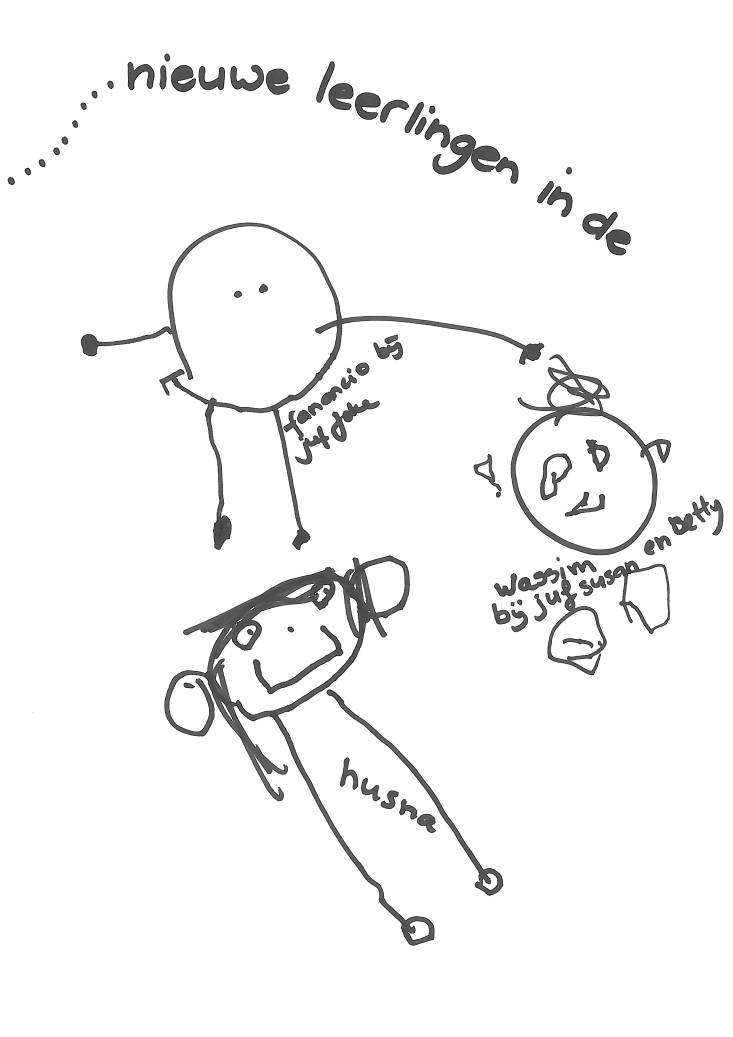 nieuwe leerlingen in de
fanancio bij
juf Joke
wassim
bij juf susan en Betty
husna